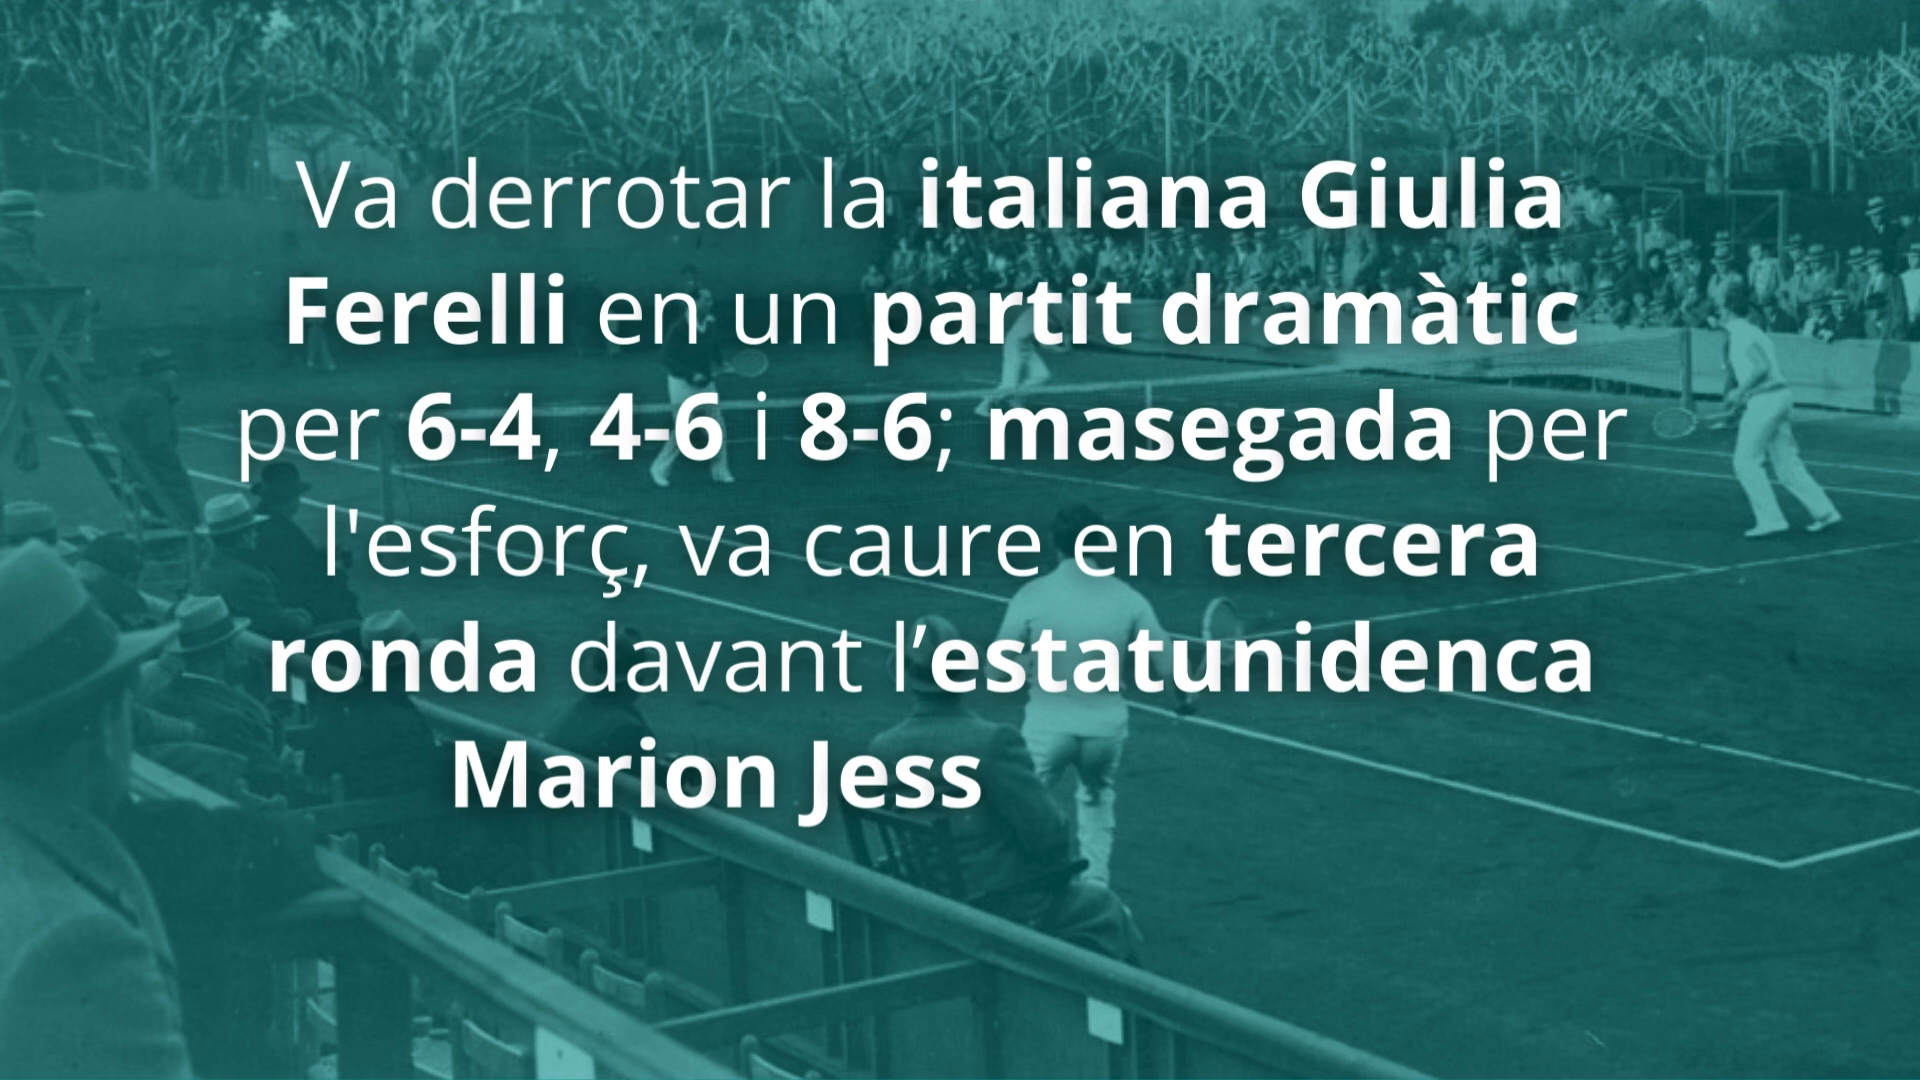 Va derrotar la italiana Giulia
Ferelli en un partit dramàtic
per 6-4, 4-6 i 8-6; masegada per
l'esforç, va caure en tercera
ronda davant l’estatunidenca
Marion Jess